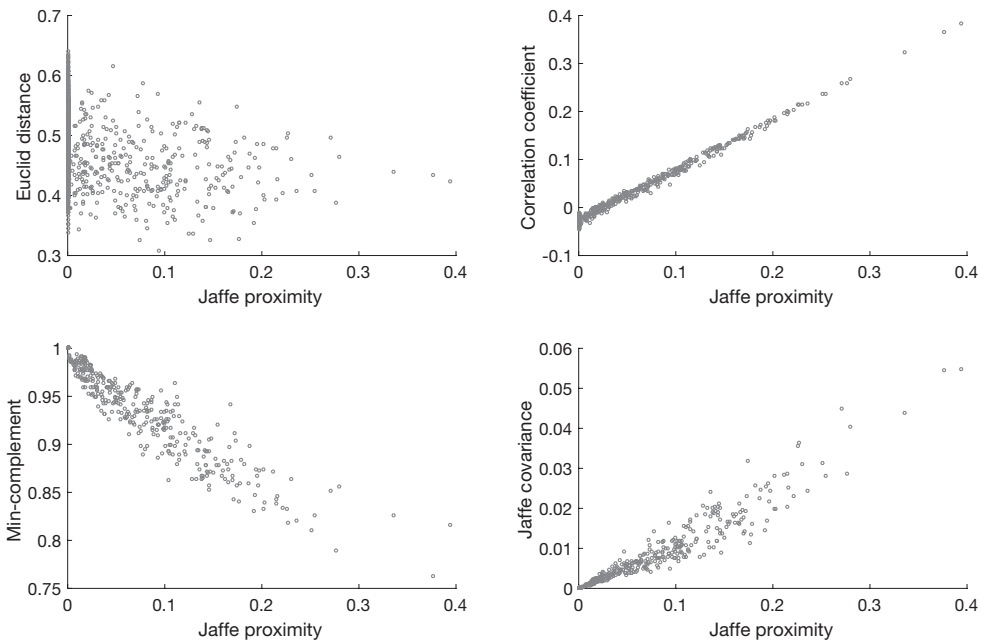 0.7
0.6
0.5
0.4
0.3
Euclid distance
0 0.1 0.2 0.3 0.4
Jaffe proximity
0.4
0.3
0.2
0.1
0
-0.1
Correlation coefficient
0 0.1 0.2 0.3 0.4
Jaffe proximity
1
0.95
0.9
0.85
0.8
0.75
Min-complement
0 0.1 0.2 0.3 0.4
Jaffe proximity
0.06
0.05
0.04
0.03
0.02
0.01
0
Jaffe covariance
0 0.1 0.2 0.3 0.4
Jaffe proximity